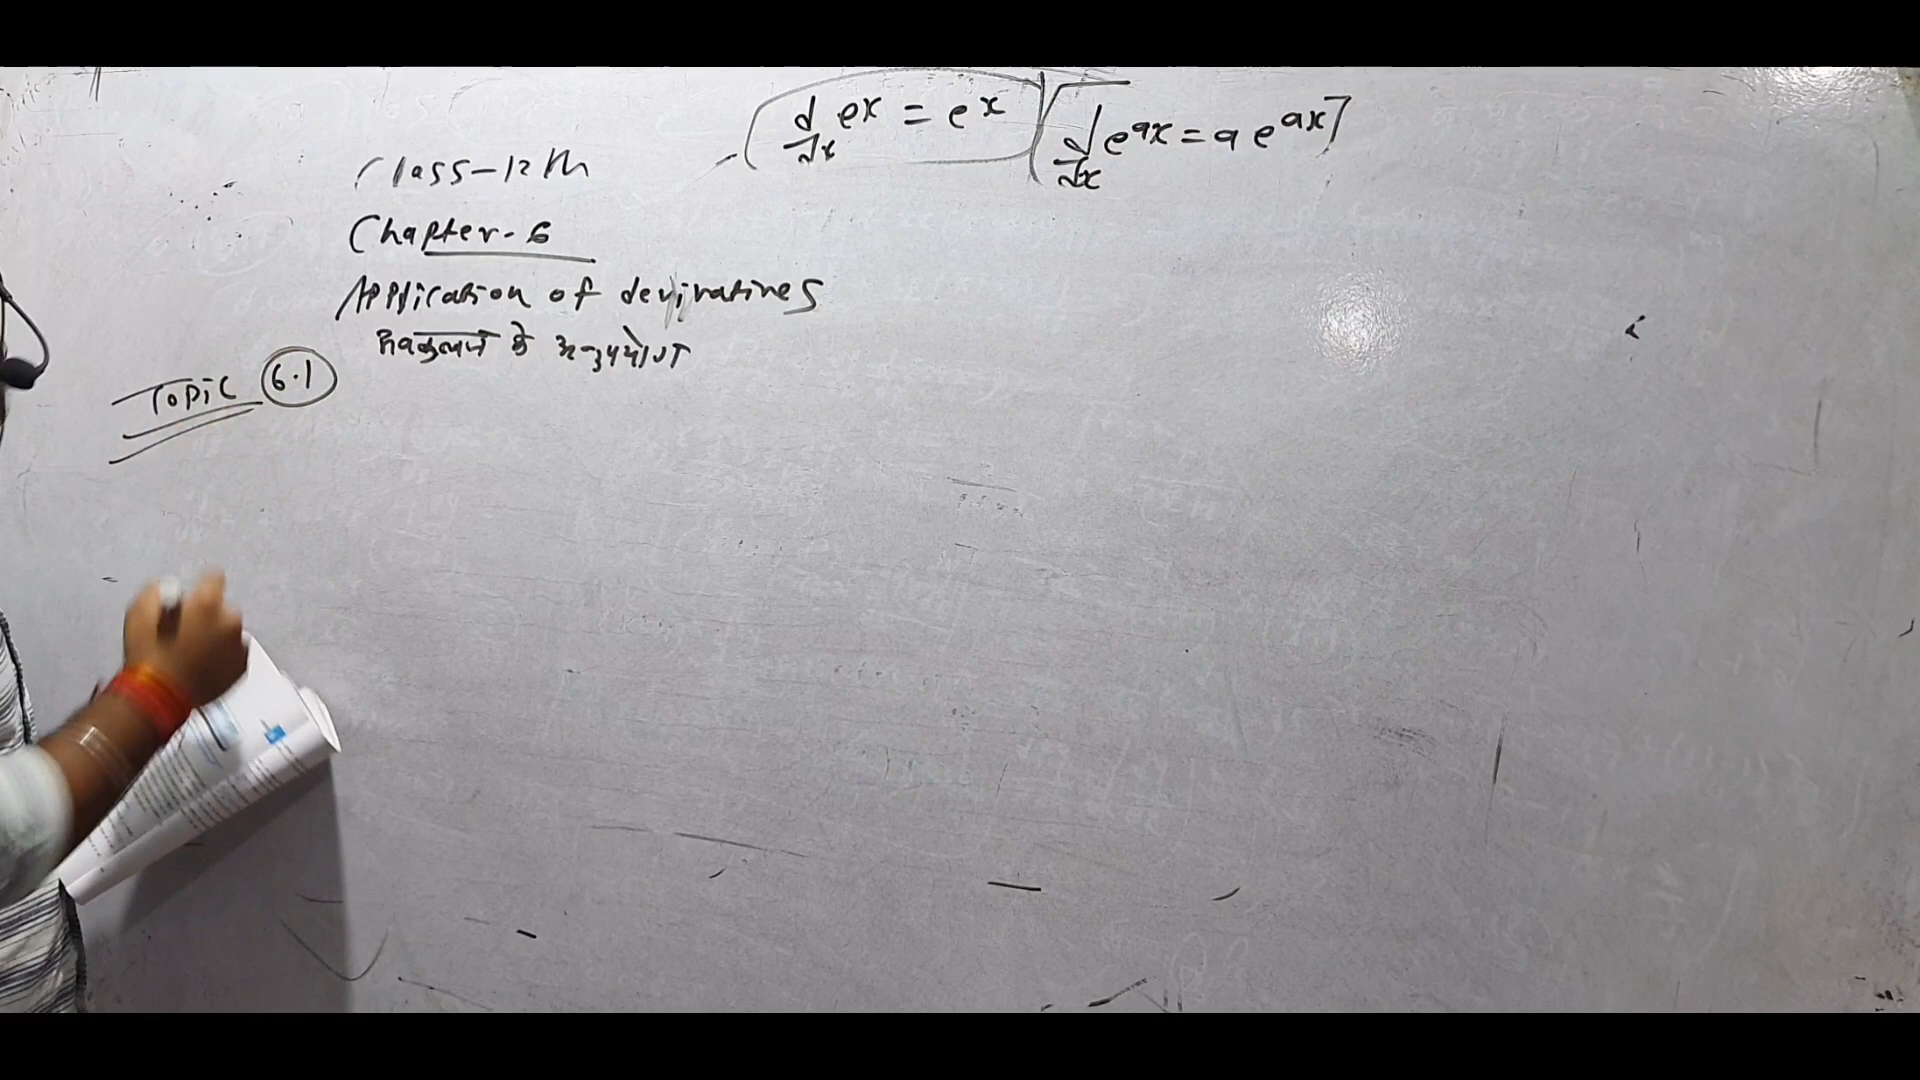 d/dx e^x = e^x
d/dx e^ax = a e^ax
Class-12th
Chapter-6
Application of derivatives
अवकलज के अनुप्रयोग
Topic 6.1